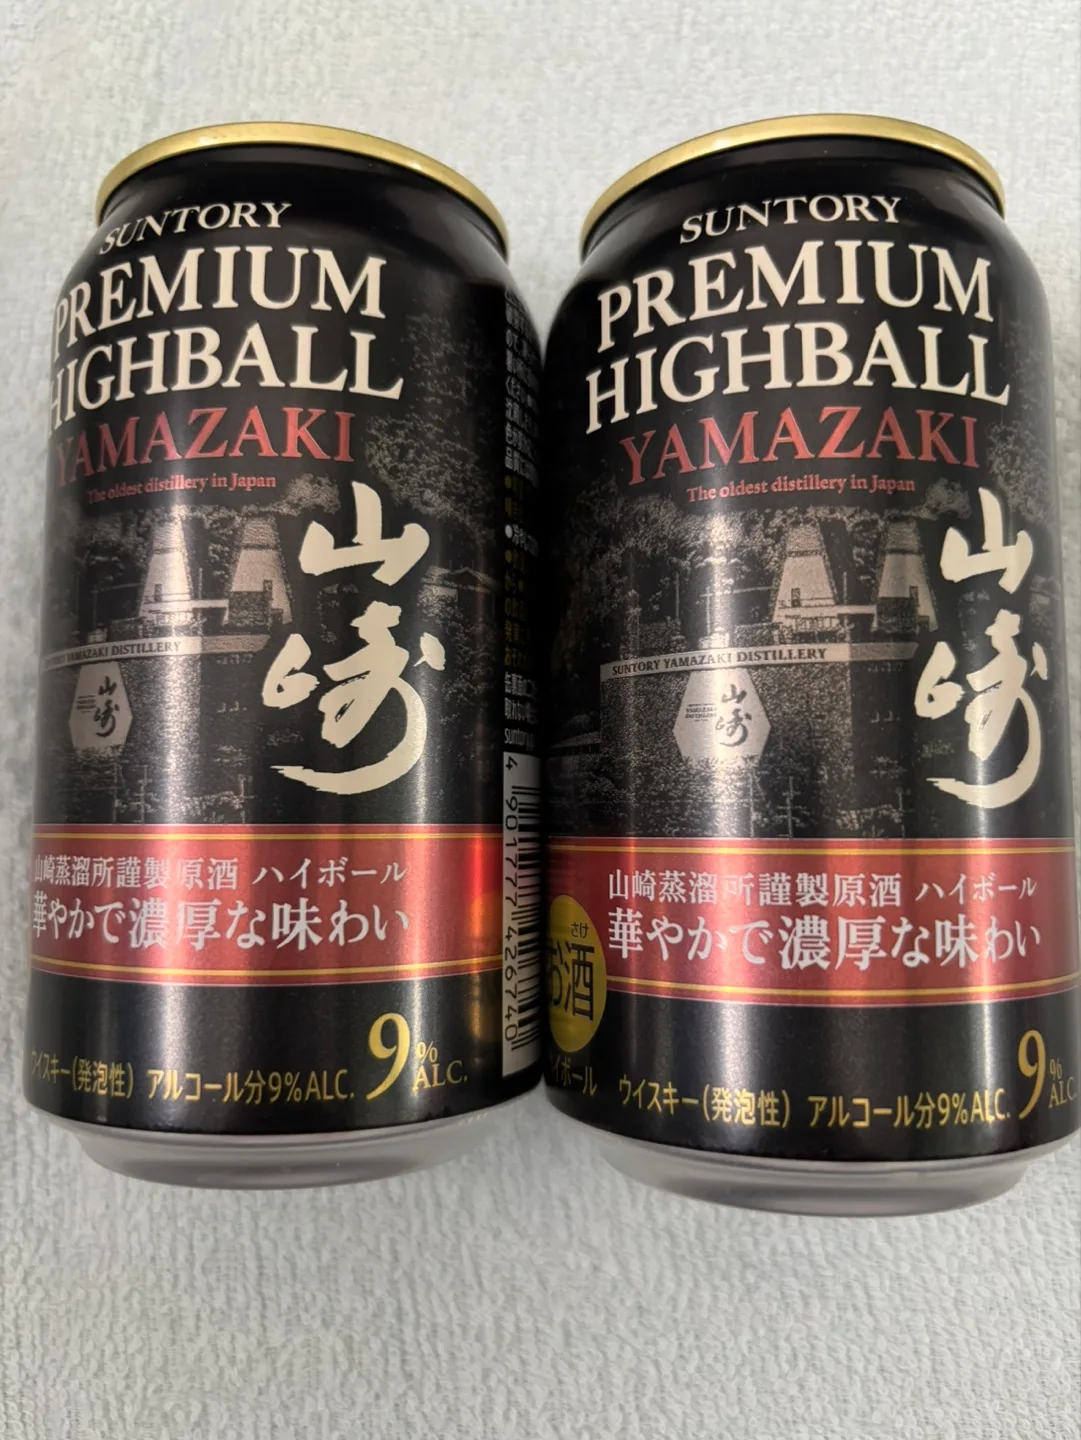 SUNTORY
PREMIUM
HIGHBALL
YAMAZAKI
The oldest distillery in Japan
山崎
YAMAZAKI DISTILLERY
山崎
山崎蒸溜所謹製原酒 ハイボール
華やかで濃厚な味わい
ウイスキー(発泡性) アルコール分9%ALC.
9% ALC.
4 901777 426740
SUNTORY
PREMIUM
HIGHBALL
YAMAZAKI
The oldest distillery in Japan
山崎
SUNTORY YAMAZAKI DISTILLERY
山崎
山崎蒸溜所謹製原酒 ハイボール
華やかで濃厚な味わい
さけ
お酒
ウイスキー(発泡性) アルコール分9%ALC.
9% ALC